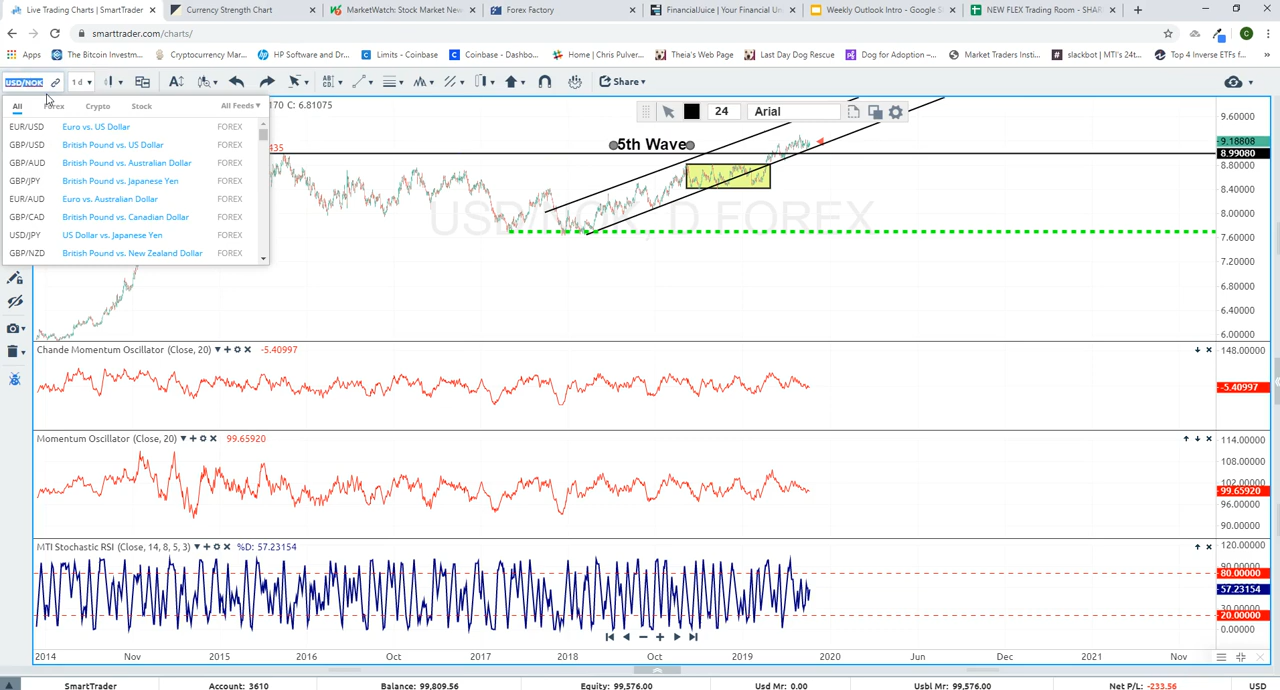 Live Trading Charts | SmartTrader
Currency Strength Chart
MarketWatch: Stock Market New
Forex Factory
FinancialJuice | Your Financial Un
Weekly Outlook Intro - Google S
NEW FLEX Trading Room - SHAR
smarttrader.com/charts/
Apps
The Bitcoin Investm...
Cryptocurrency Mar...
HP Software and Dr...
Limits - Coinbase
Coinbase - Dashbo...
Home | Chris Pulver...
Theia's Web Page
Last Day Dog Rescue
Dog for Adoption –...
Market Traders Insti...
slackbot | MTI's 24t...
Top 4 Inverse ETFs f...
USD/NOK
1 d
Share
All
Forex
Crypto
Stock
All Feeds
170 C: 6.81075
24
Arial
EUR/USD Euro vs. US Dollar FOREX
GBP/USD British Pound vs. US Dollar FOREX
GBP/AUD British Pound vs. Australian Dollar FOREX
GBP/JPY British Pound vs. Japanese Yen FOREX
EUR/AUD Euro vs. Australian Dollar FOREX
GBP/CAD British Pound vs. Canadian Dollar FOREX
USD/JPY US Dollar vs. Japanese Yen FOREX
GBP/NZD British Pound vs. New Zealand Dollar FOREX
435
5th Wave
USD/NOK, D FOREX
9.60000
9.18808
8.99080
8.80000
8.40000
8.00000
7.60000
7.20000
6.80000
6.40000
6.00000
Chande Momentum Oscillator (Close, 20) -5.40997
148.00000
-5.40997
Momentum Oscillator (Close, 20) 99.65920
114.00000
108.00000
102.00000
99.65920
96.00000
90.00000
MTI Stochastic RSI (Close, 14, 8, 5, 3) %D: 57.23154
120.00000
90.00000
80.00000
57.23154
30.00000
20.00000
0.00000
2014 Nov 2015 2016 Oct 2017 2018 Oct 2019 2020 Jun Dec 2021 Nov
SmartTrader Account: 3610 Balance: 99,809.56 Equity: 99,576.00 Usd Mr: 0.00 Usbl Mr: 99,576.00 Net P/L: -233.56 USD